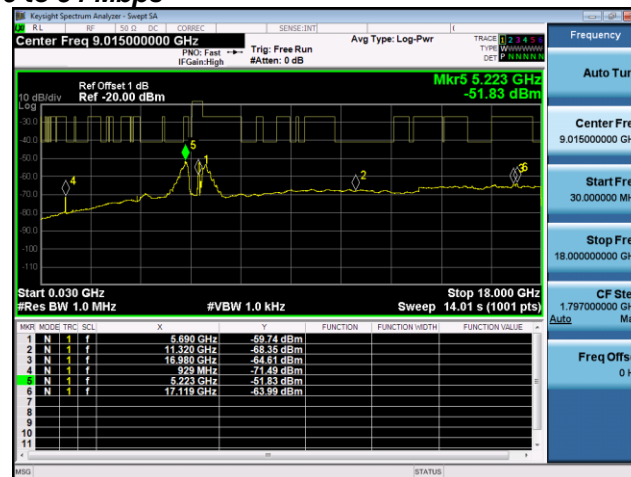 Keysight Spectrum Analyzer - Swept SA
RL RF 50 Ω DC CORREC SENSE:INT
Center Freq 9.015000000 GHz
PNO: Fast
IFGain:High
Trig: Free Run
#Atten: 0 dB
Avg Type: Log-Pwr
TRACE 1 2 3 4 5 6
TYPE WWWWWW
DET P N N N N N
Frequency
Ref Offset 1 dB
10 dB/div Ref -20.00 dBm
Log
Mkr5 5.223 GHz
-51.83 dBm
-30.0
-40.0
-50.0
-60.0
-70.0
-80.0
-90.0
-100
-110
5
1
4
2
3 6
Start 0.030 GHz
#Res BW 1.0 MHz
#VBW 1.0 kHz
Stop 18.000 GHz
Sweep 14.01 s (1001 pts)
MKR MODE TRC SCL X Y FUNCTION FUNCTION WIDTH FUNCTION VALUE
1 N 1 f 5.690 GHz -59.74 dBm
2 N 1 f 11.320 GHz -68.35 dBm
3 N 1 f 16.980 GHz -64.61 dBm
4 N 1 f 929 MHz -71.49 dBm
5 N 1 f 5.223 GHz -51.83 dBm
6 N 1 f 17.119 GHz -63.99 dBm
7
8
9
10
11
MSG STATUS
Auto Tun
Center Fre
9.015000000 GH
Start Fre
30.000000 MH
Stop Fre
18.000000000 GH
CF Ste
1.797000000 GH
Auto Ma
Freq Offs
0 H